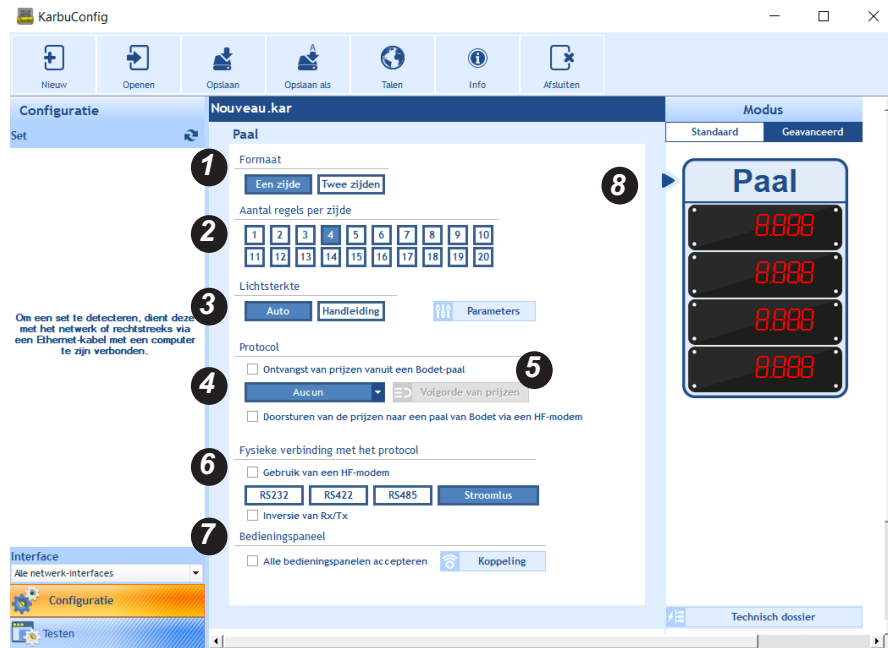 KarbuConfig
Nieuw Openen Opslaan Opslaan als Talen Info Afsluiten
A
Configuratie
Set
Om een set te detecteren, dient deze
met het netwerk of rechtstreeks via
een Ethernet-kabel met een computer
te zijn verbonden.
Interface
Alle netwerk-interfaces
Configuratie
Testen
Nouveau.kar
Paal
1
Formaat
Een zijde Twee zijden
2
Aantal regels per zijde
1 2 3 4 5 6 7 8 9 10
11 12 13 14 15 16 17 18 19 20
3
Lichtsterkte
Auto Handleiding Parameters
Protocol
Ontvangst van prijzen vanuit een Bodet-paal
4
5
Aucun Volgorde van prijzen
Doorsturen van de prijzen naar een paal van Bodet via een HF-modem
Fysieke verbinding met het protocol
6
Gebruik van een HF-modem
RS232 RS422 RS485 Stroomlus
Inversie van Rx/Tx
7
Bedieningspaneel
Alle bedieningspanelen accepteren Koppeling
Modus
Standaard Geavanceerd
8
Paal
8.888
8.888
8.888
8.888
Technisch dossier